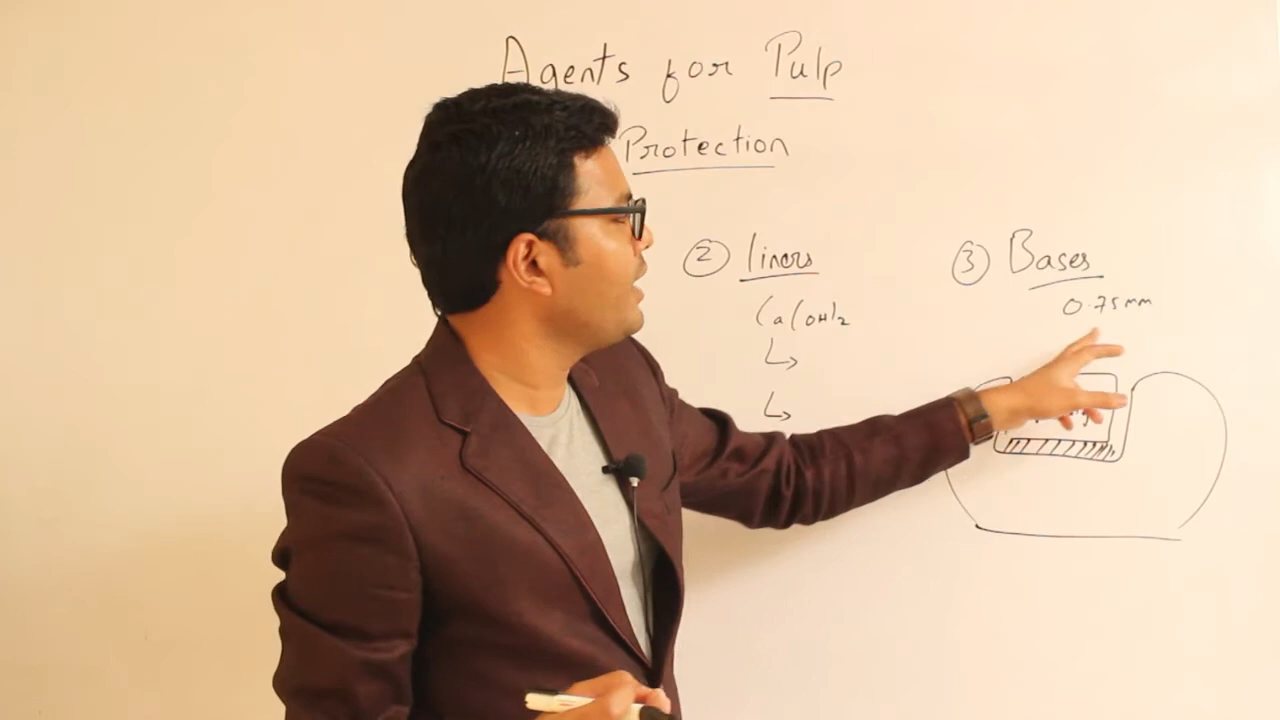 Agents for Pulp
Protection
② liners
Ca(OH)2
③ Bases
0.75mm